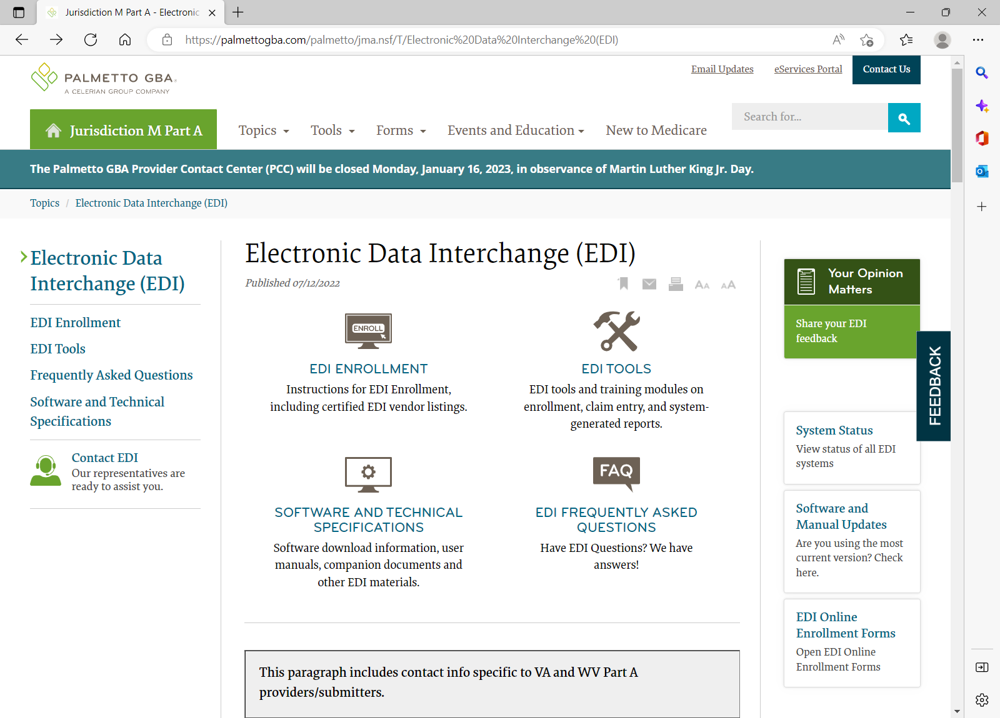 Jurisdiction M Part A - Electronic
https://palmettogba.com/palmetto/jma.nsf/T/Electronic%20Data%20Interchange%20(EDI)
PALMETTO GBA®
A CELERIAN GROUP COMPANY
Email Updates
eServices Portal
Contact Us
Search for...
Jurisdiction M Part A
Topics
Tools
Forms
Events and Education
New to Medicare
The Palmetto GBA Provider Contact Center (PCC) will be closed Monday, January 16, 2023, in observance of Martin Luther King Jr. Day.
Topics / Electronic Data Interchange (EDI)
Electronic Data
Interchange (EDI)
EDI Enrollment
EDI Tools
Frequently Asked Questions
Software and Technical
Specifications
Contact EDI
Our representatives are
ready to assist you.
Electronic Data Interchange (EDI)
Published 07/12/2022
AA
AA
ENROLL
EDI ENROLLMENT
Instructions for EDI Enrollment,
including certified EDI vendor listings.
EDI TOOLS
EDI tools and training modules on
enrollment, claim entry, and system-
generated reports.
SOFTWARE AND TECHNICAL
SPECIFICATIONS
Software download information, user
manuals, companion documents and
other EDI materials.
FAQ
EDI FREQUENTLY ASKED
QUESTIONS
Have EDI Questions? We have
answers!
This paragraph includes contact info specific to VA and WV Part A
providers/submitters.
Your Opinion
Matters
Share your EDI
feedback
FEEDBACK
System Status
View status of all EDI
systems
Software and
Manual Updates
Are you using the most
current version? Check
here.
EDI Online
Enrollment Forms
Open EDI Online
Enrollment Forms